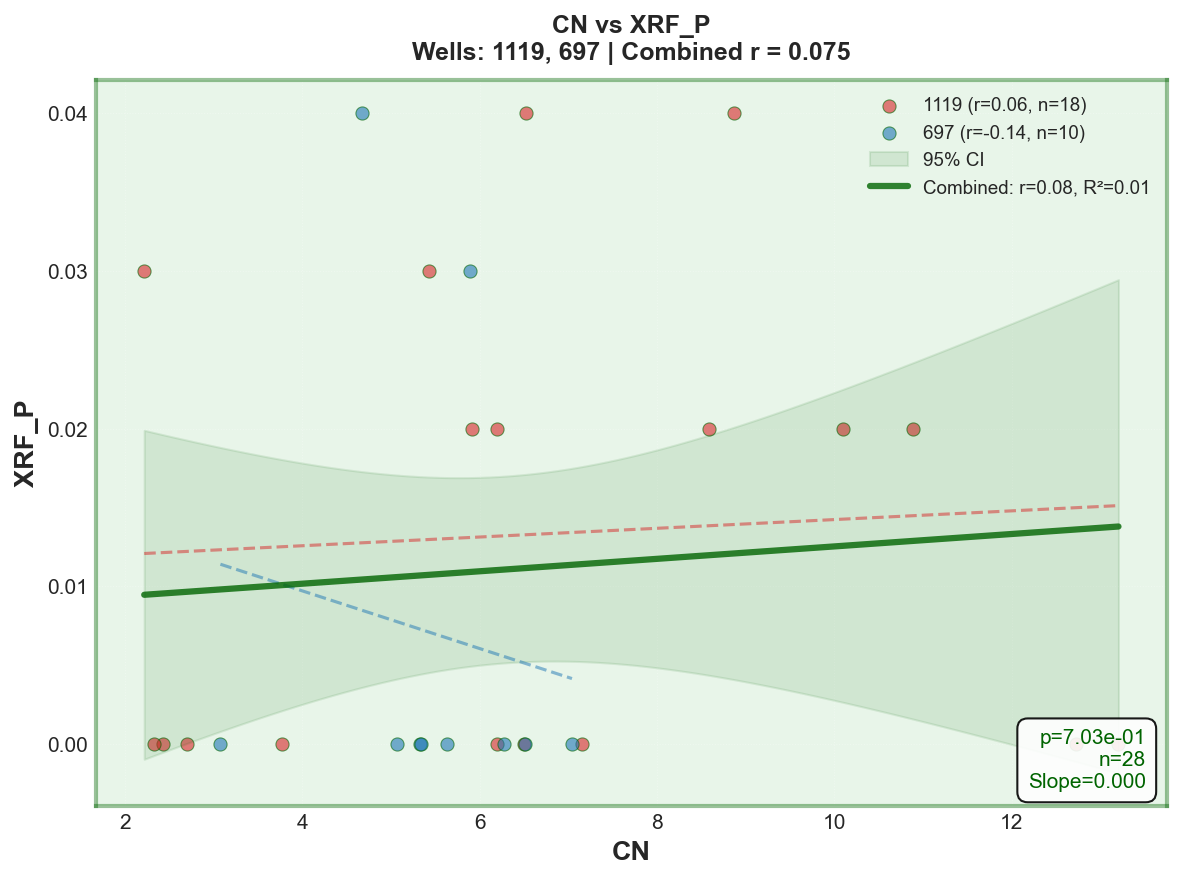 CN vs XRF_P
Wells: 1119, 697 | Combined r = 0.075
1119 (r=0.06, n=18)
697 (r=-0.14, n=10)
95% CI
Combined: r=0.08, R²=0.01
XRF_P
0.04
0.03
0.02
0.01
0.00
p=7.03e-01
n=28
Slope=0.000
2 4 6 8 10 12
CN